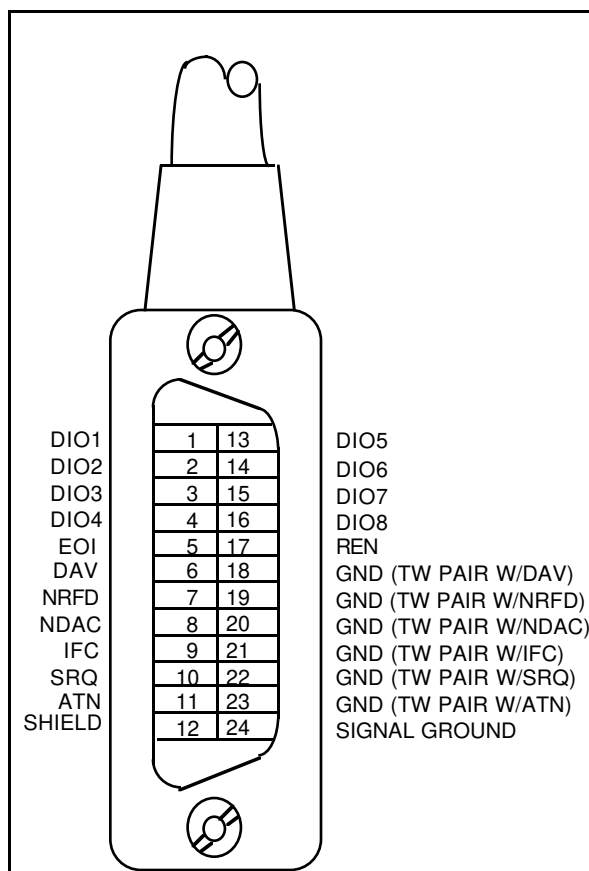 DIO1 1 13 DIO5
DIO2 2 14 DIO6
DIO3 3 15 DIO7
DIO4 4 16 DIO8
EOI 5 17 REN
DAV 6 18 GND (TW PAIR W/DAV)
NRFD 7 19 GND (TW PAIR W/NRFD)
NDAC 8 20 GND (TW PAIR W/NDAC)
IFC 9 21 GND (TW PAIR W/IFC)
SRQ 10 22 GND (TW PAIR W/SRQ)
ATN 11 23 GND (TW PAIR W/ATN)
SHIELD 12 24 SIGNAL GROUND